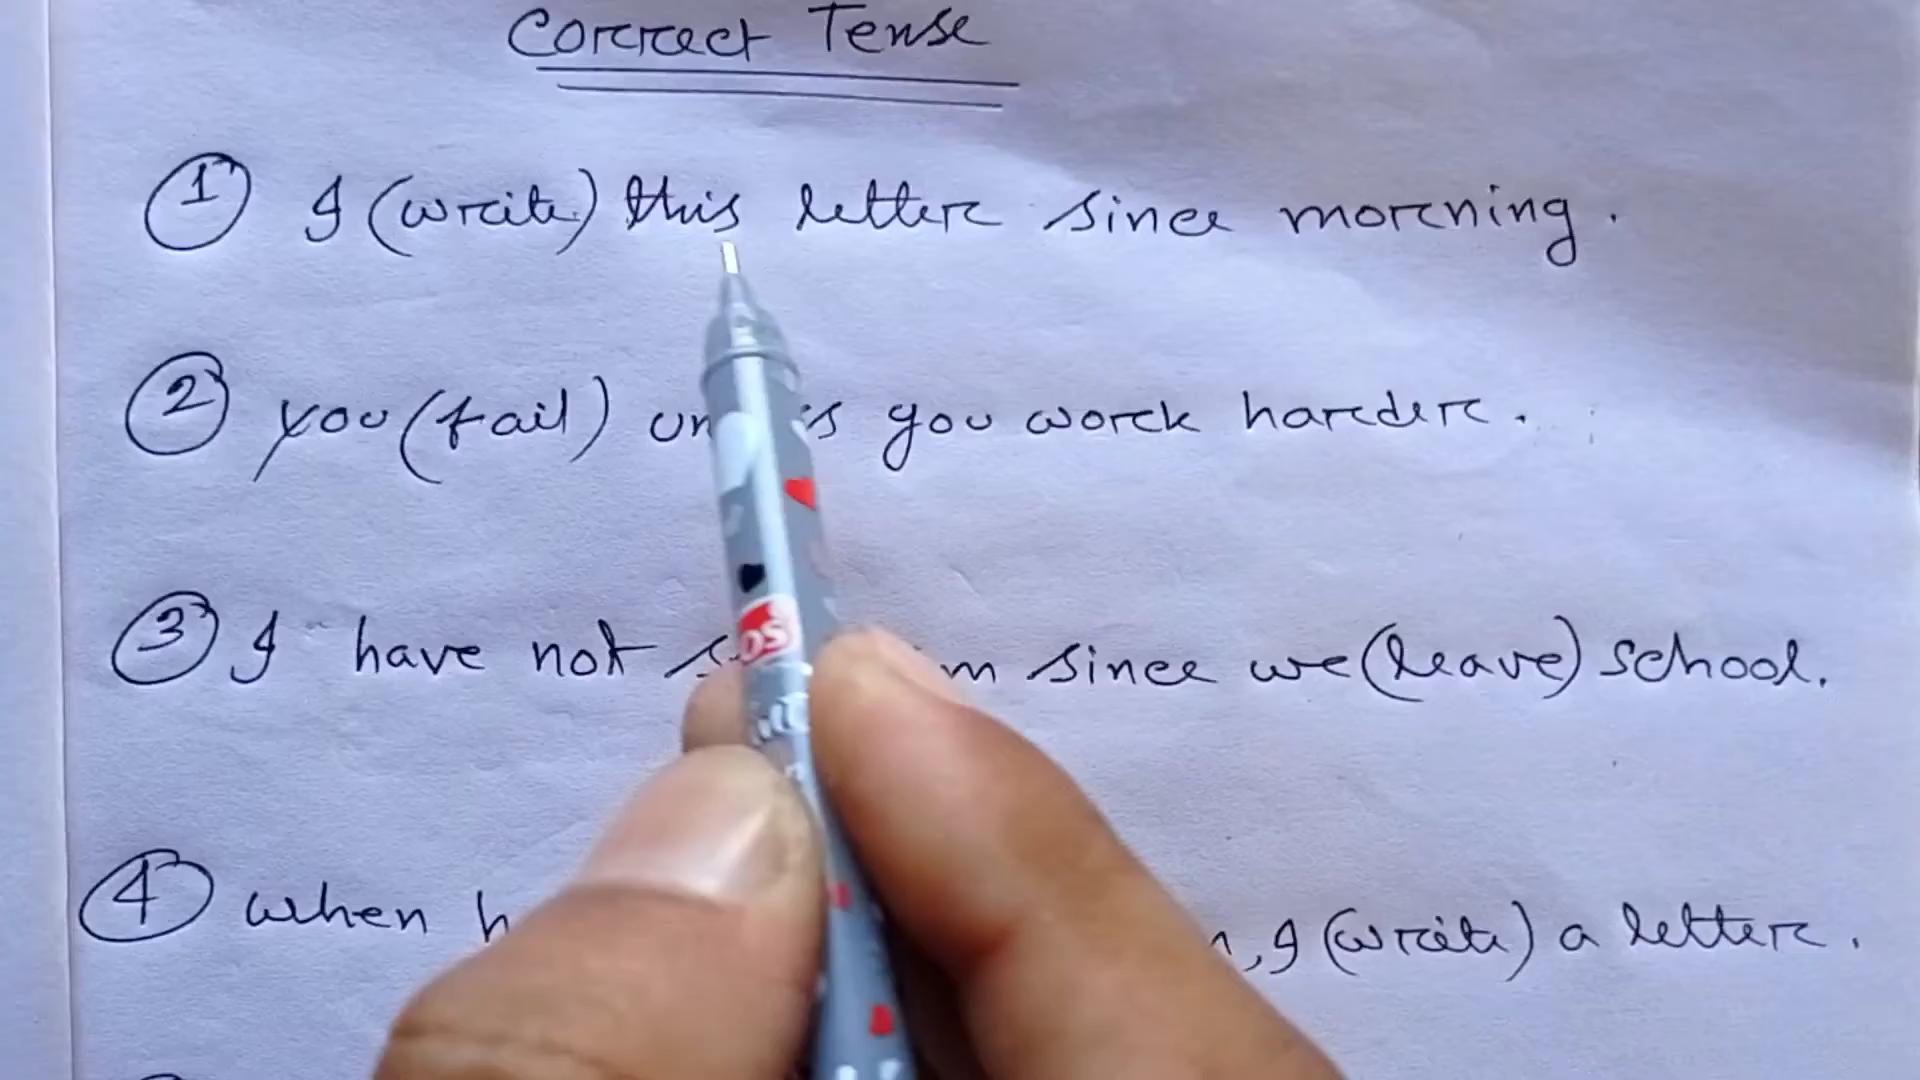 Correct Tense
① I (write) this letter since morning.
② you (fail) you work harder.
③ I have not since we (leave) school.
④ when , I (write) a letter.